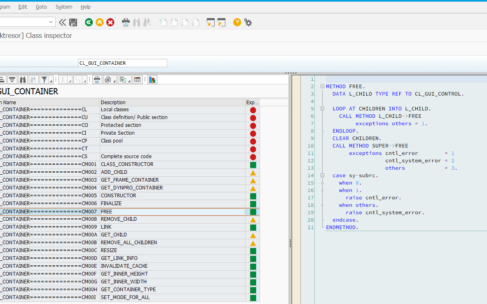 gram Edit Goto System Help
ktresor] Class inspector
CL_GUI_CONTAINER
GUI_CONTAINER
Name Description Exp
_CONTAINER===============CL Local classes
_CONTAINER===============CU Class definition/ Public section
_CONTAINER===============CO Protected section
_CONTAINER===============CI Private Section
_CONTAINER===============CP Class pool
_CONTAINER===============CT
_CONTAINER===============CS Complete source code
_CONTAINER===============CM001 CLASS_CONSTRUCTOR
_CONTAINER===============CM002 ADD_CHILD
_CONTAINER===============CM003 GET_FRAME_CONTAINER
_CONTAINER===============CM004 GET_DYNPRO_CONTAINER
_CONTAINER===============CM005 CONSTRUCTOR
_CONTAINER===============CM006 FINALIZE
_CONTAINER===============CM007 FREE
_CONTAINER===============CM008 REMOVE_CHILD
_CONTAINER===============CM009 LINK
_CONTAINER===============CM00A GET_CHILD
_CONTAINER===============CM00B REMOVE_ALL_CHILDREN
_CONTAINER===============CM00C RESIZE
_CONTAINER===============CM00D GET_LINK_INFO
_CONTAINER===============CM00E INVALIDATE_CACHE
_CONTAINER===============CM00F GET_INNER_HEIGHT
_CONTAINER===============CM00G GET_INNER_WIDTH
_CONTAINER===============CM00H GET_CONTAINER_TYPE
_CONTAINER===============CM00I SET_MODE_FOR_ALL
1
2 METHOD FREE.
3 DATA L_CHILD TYPE REF TO CL_GUI_CONTROL.
4
5 LOOP AT CHILDREN INTO L_CHILD.
6 CALL METHOD L_CHILD->FREE
7 exceptions others = 1.
8 ENDLOOP.
9 CLEAR CHILDREN.
10 CALL METHOD SUPER->FREE
11 exceptions cntl_error = 1
12 cntl_system_error = 2
13 others = 3.
14 case sy-subrc.
15 when 0.
16 when 1.
17 raise cntl_error.
18 when others.
19 raise cntl_system_error.
20 endcase.
21 ENDMETHOD.